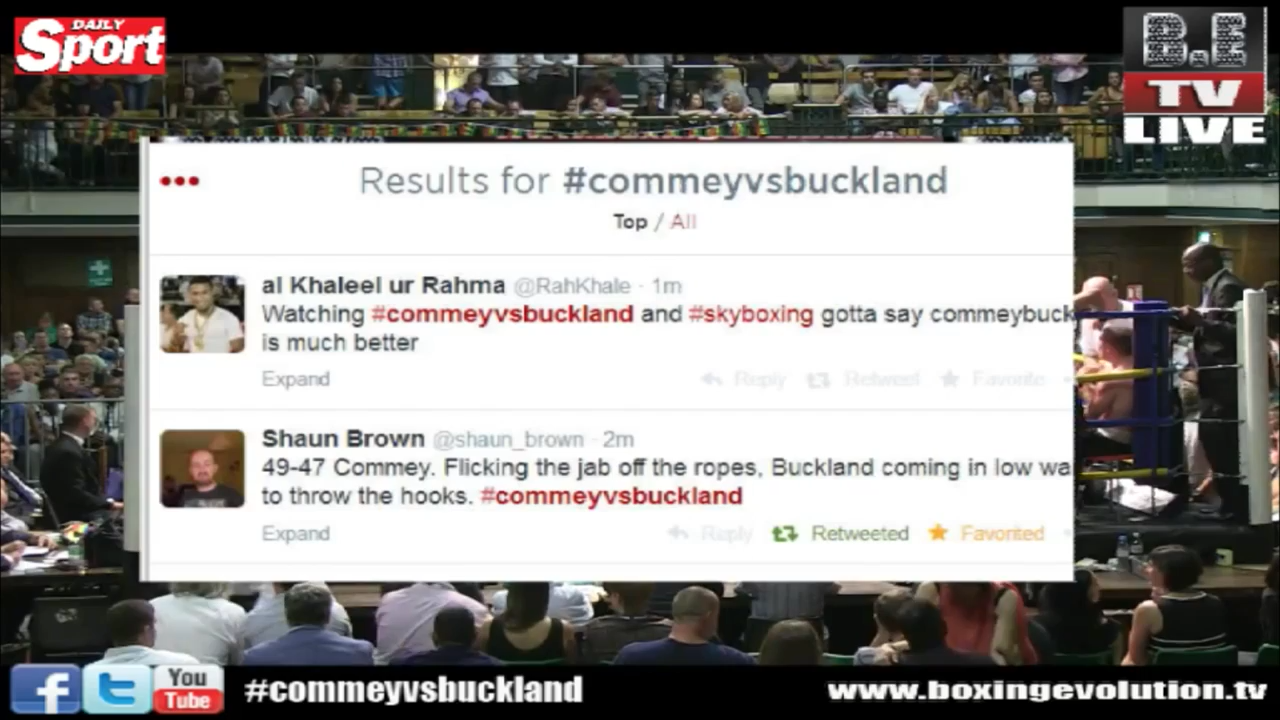 DAILY
Sport
B.E
TV
LIVE
Results for #commeyvsbuckland
Top / All
al Khaleel ur Rahma @RahKhale · 1m
Watching #commeyvsbuckland and #skyboxing gotta say commeybuck
is much better
Expand
Reply Retweet Favorite
Shaun Brown @shaun_brown · 2m
49-47 Commey. Flicking the jab off the ropes, Buckland coming in low wa
to throw the hooks. #commeyvsbuckland
Expand
Reply Retweeted Favorited
f
t
You
Tube
#commeyvsbuckland
www.boxingevolution.tv